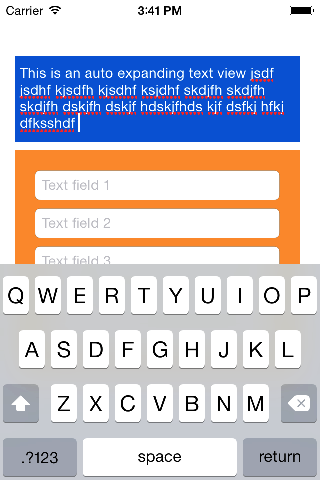 Carrier 3:41 PM
This is an auto expanding text view jsdf
jsdhf kjsdfh kjsdhf ksjdhf skdjfh skdjfh
skdjfh dskjfh dskjf hdskjfhds kjf dsfkj hfkj
dfksshdf
Text field 1
Text field 2
Text field 3
Q W E R T Y U I O P
A S D F G H J K L
Z X C V B N M
.?123 space return